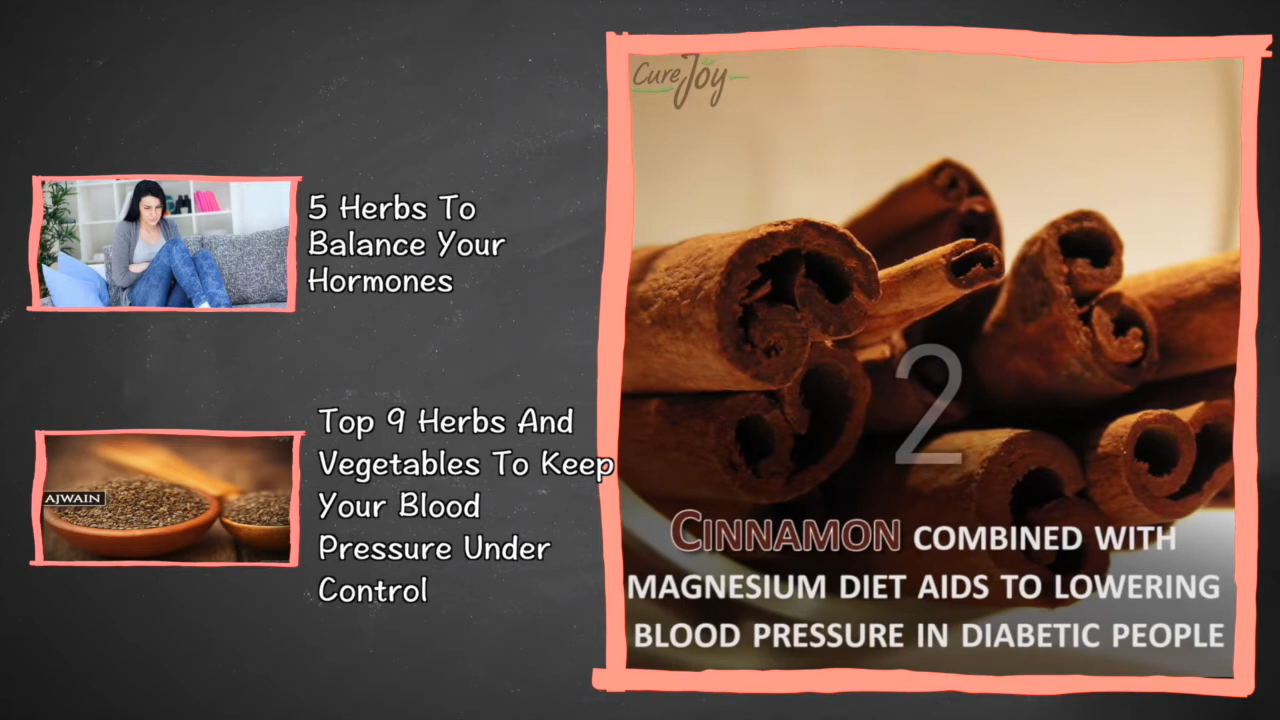 5 Herbs To
Balance Your
Hormones
AJWAIN
Top 9 Herbs And
Vegetables To Keep
Your Blood
Pressure Under
Control
CureJoy
2
CINNAMON COMBINED WITH
MAGNESIUM DIET AIDS TO LOWERING
BLOOD PRESSURE IN DIABETIC PEOPLE